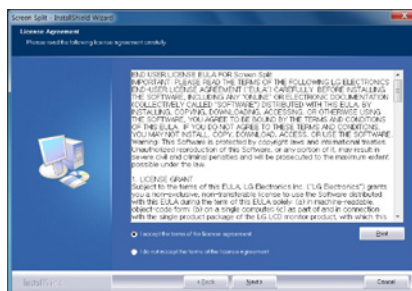 Screen Split - InstallShield Wizard
License Agreement
Please read the following license agreement carefully.
END-USER LICENSE EULA FOR Screen Split
IMPORTANT: PLEASE READ THE TERMS OF THE FOLLOWING LG ELECTRONICS
END-USER LICENSE AGREEMENT ("EULA") CAREFULLY BEFORE INSTALLING
THE SOFTWARE, INCLUDING ANY "ONLINE" OR ELECTRONIC DOCUMENTATION
(COLLECTIVELY CALLED "SOFTWARE") DISTRIBUTED WITH THIS EULA. BY
INSTALLING, COPYING, DOWNLOADING, ACCESSING, OR OTHERWISE USING
THE SOFTWARE, YOU AGREE TO BE BOUND BY THE TERMS AND CONDITIONS
OF THIS EULA. IF YOU DO NOT AGREE TO THESE TERMS AND CONDITIONS,
YOU MAY NOT INSTALL, COPY, DOWNLOAD, ACCESS, OR USE THE SOFTWARE.
Warning: This Software is protected by copyright laws and international treaties.
Unauthorized reproduction of this Software, or any portion of it, may result in
severe civil and criminal penalties and will be prosecuted to the maximum extent
possible under the law.
1. LICENSE GRANT
Subject to the terms of this EULA, LG Electronics Inc. ("LG Electronics") grants
you a non-exclusive, non-transferable license to use the Software distributed
with this EULA during the term of this EULA solely: (a) in machine-readable,
object-code form; (b) on a single computer; (c) as part of and in connection
with the single product package of the LG LCD monitor product, with which this
I accept the terms of the license agreement
Print
I do not accept the terms of the license agreement
InstallShield
< Back
Next >
Cancel